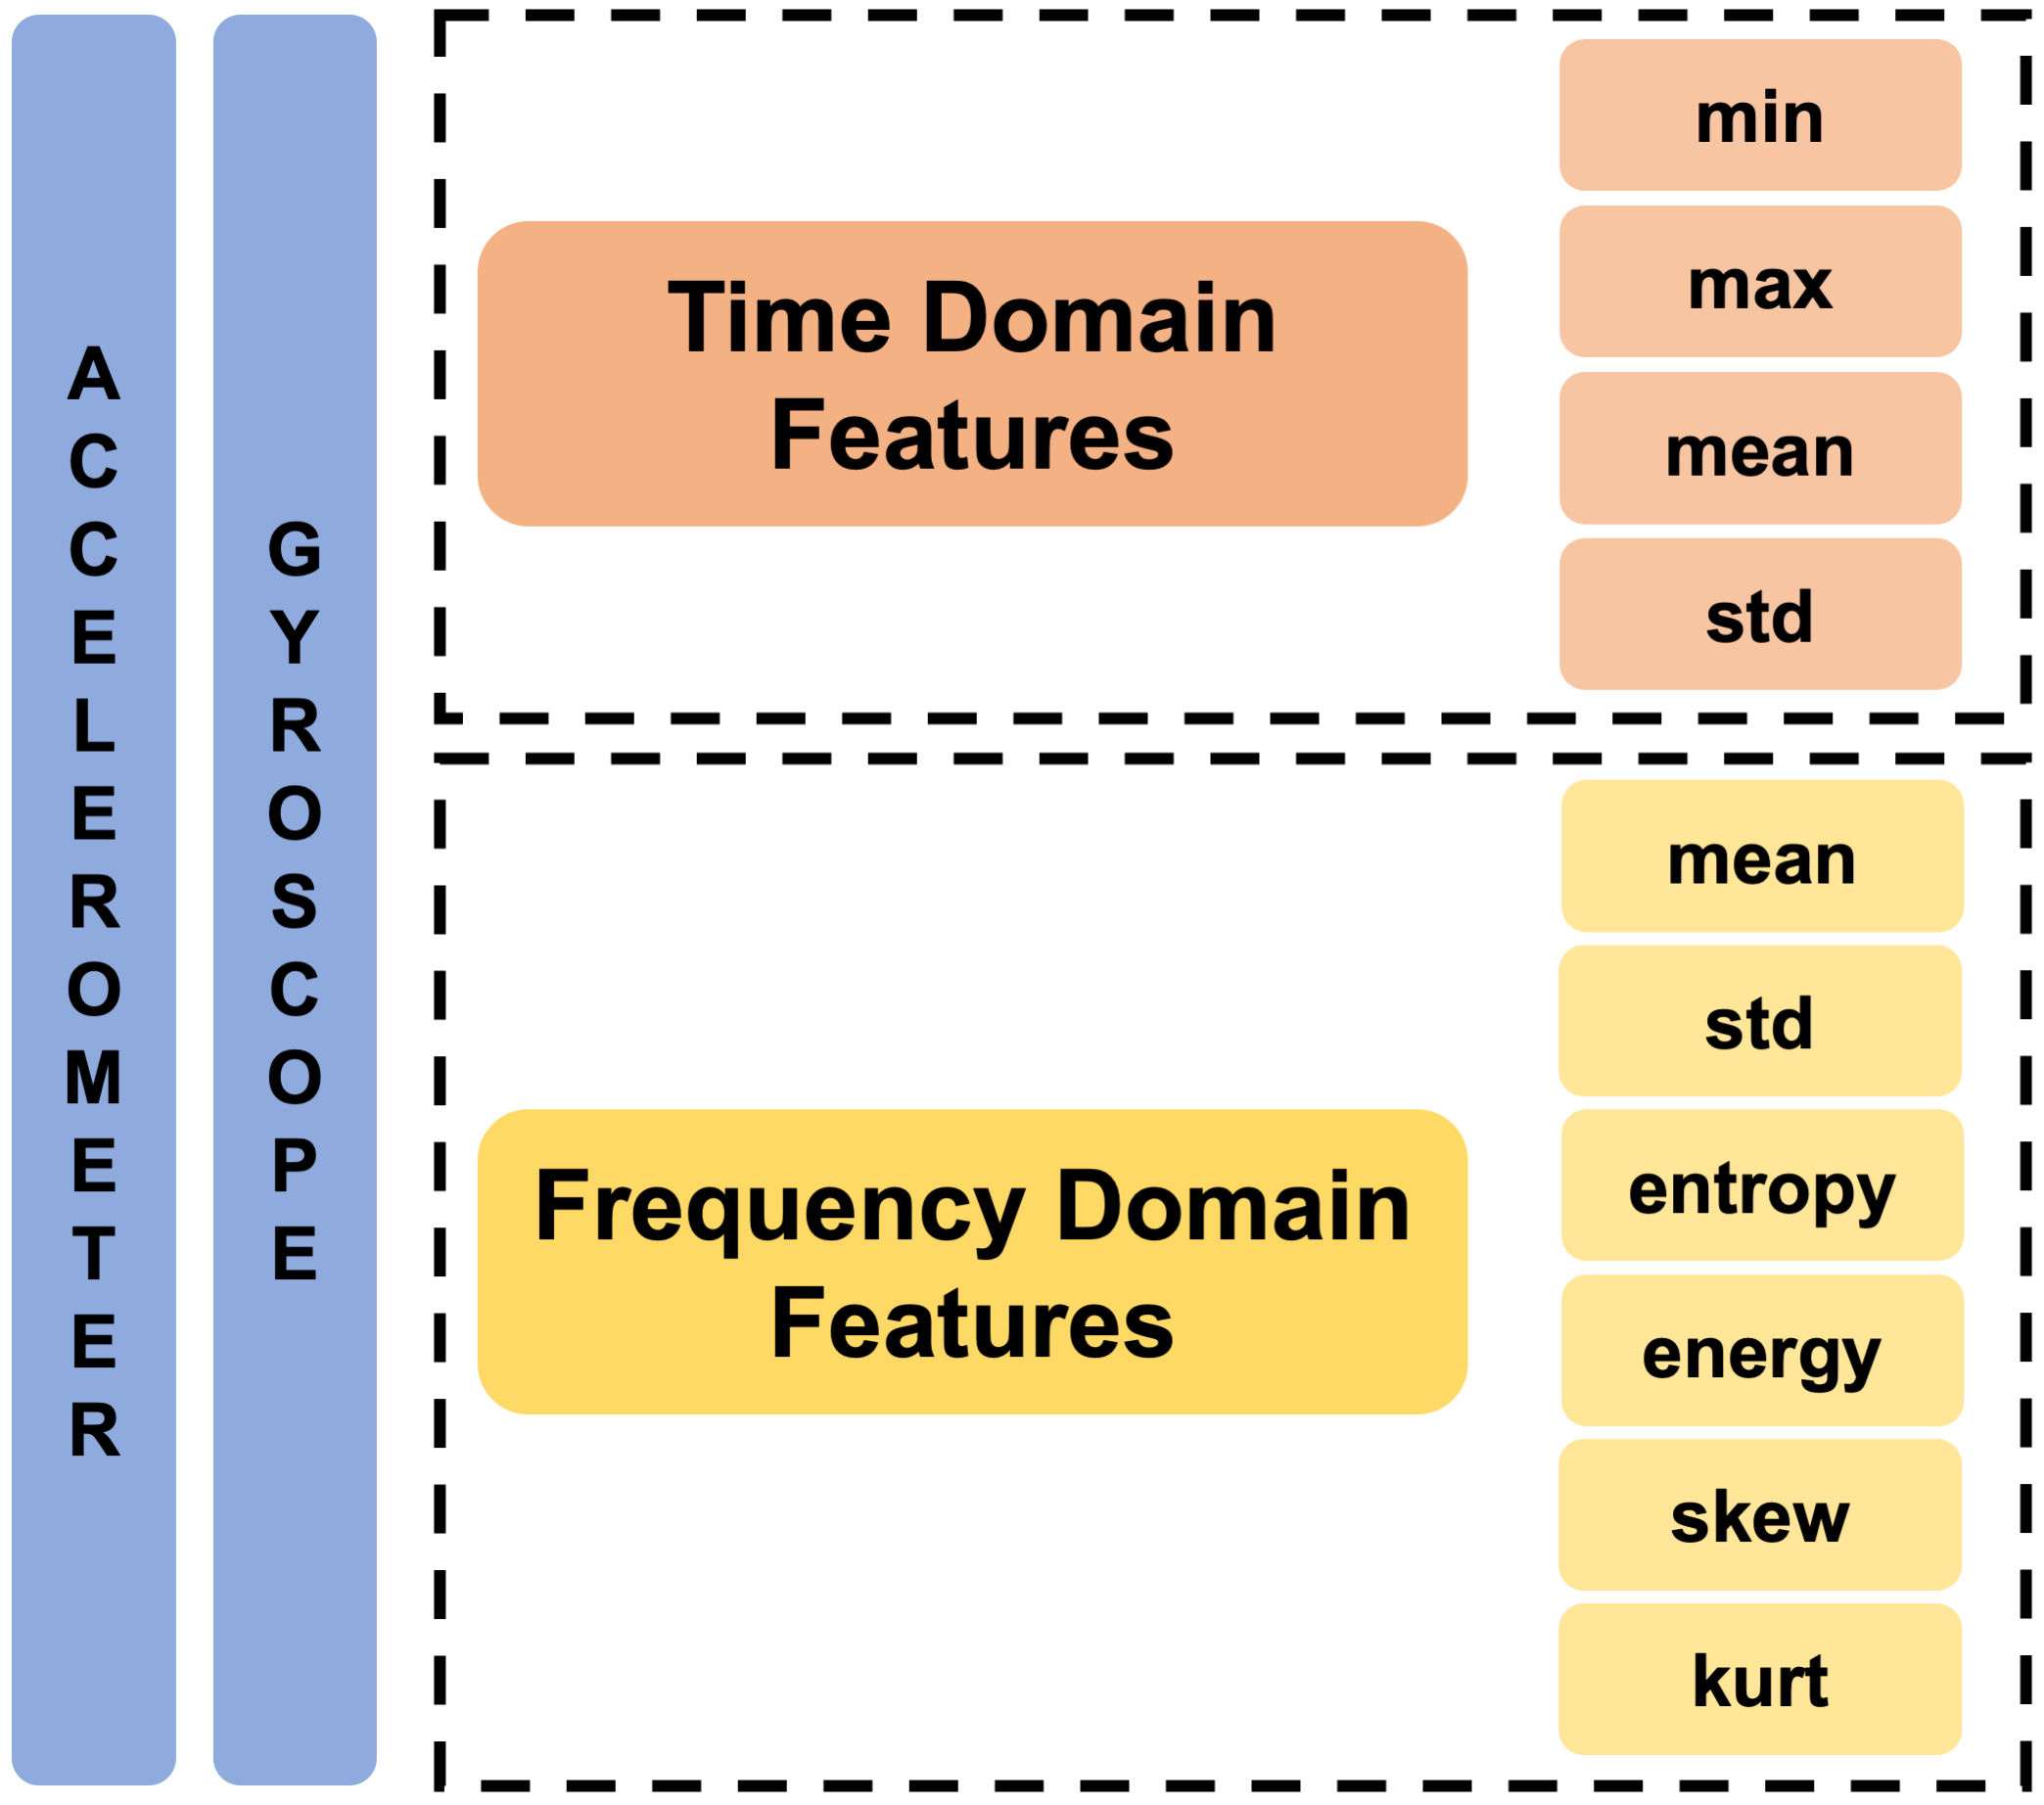 ACCELEROMETER
GYROSCOPE
Time Domain
Features
min
max
mean
std
Frequency Domain
Features
mean
std
entropy
energy
skew
kurt